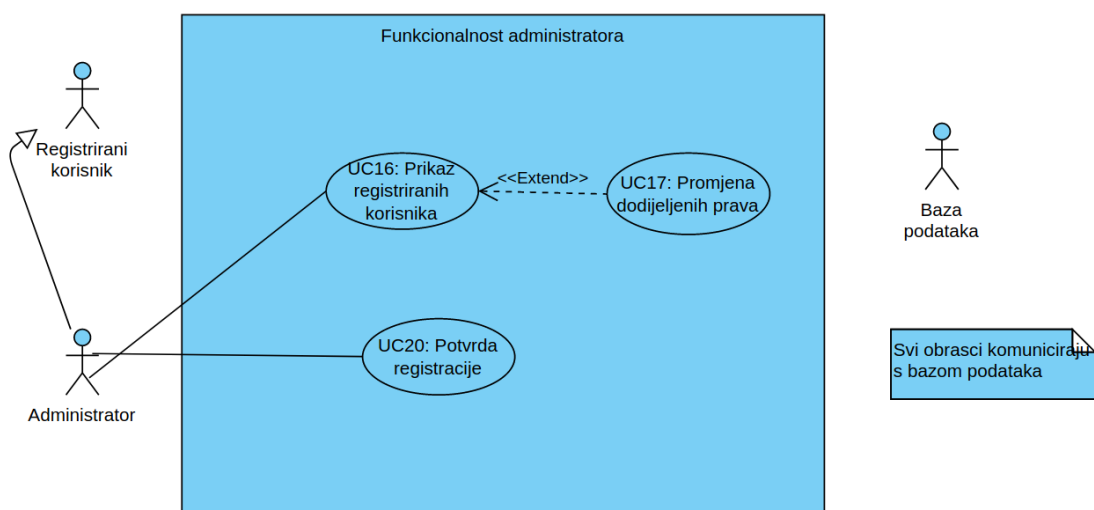 Funkcionalnost administratora
Registrirani
korisnik
UC16: Prikaz
registriranih
korisnika
<<Extend>>
UC17: Promjena
dodijeljenih prava
Baza
podataka
UC20: Potvrda
registracije
Svi obrasci komuniciraju
s bazom podataka
Administrator